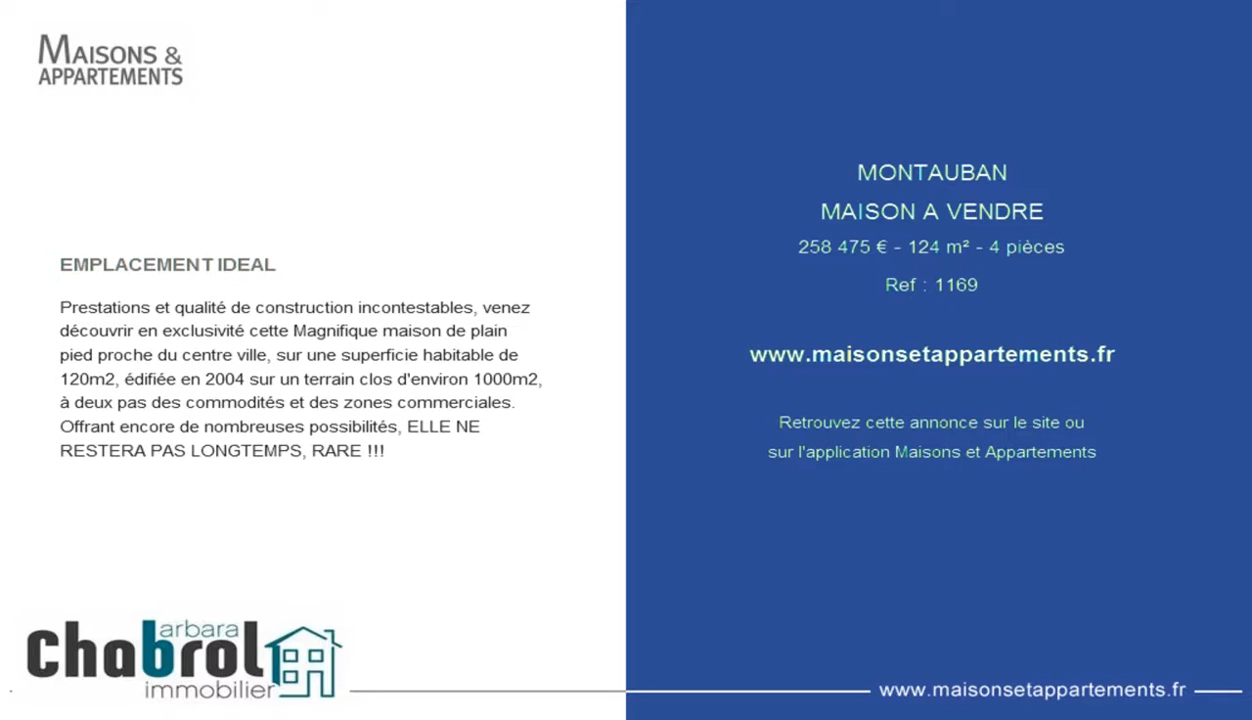 MAISONS &
APPARTEMENTS
EMPLACEMENT IDEAL
Prestations et qualité de construction incontestables, venez
découvrir en exclusivité cette Magnifique maison de plain
pied proche du centre ville, sur une superficie habitable de
120m2, édifiée en 2004 sur un terrain clos d'environ 1000m2,
à deux pas des commodités et des zones commerciales.
Offrant encore de nombreuses possibilités, ELLE NE
RESTERA PAS LONGTEMPS, RARE !!!
arbara
Chabrol
immobilier
MONTAUBAN
MAISON A VENDRE
258 475 € - 124 m² - 4 pièces
Ref : 1169
www.maisonsetappartements.fr
Retrouvez cette annonce sur le site ou
sur l'application Maisons et Appartements
www.maisonsetappartements.fr